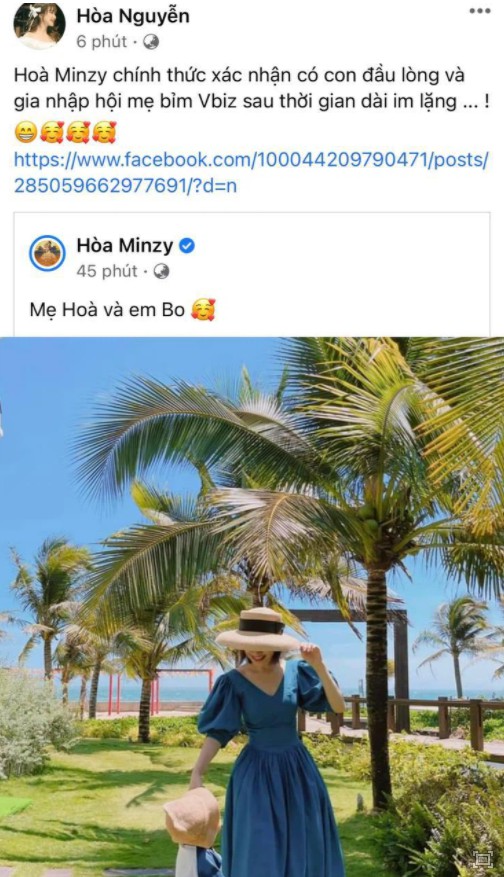 Hòa Nguyễn
6 phút
Hoà Minzy chính thức xác nhận có con đầu lòng và
gia nhập hội mẹ bỉm Vbiz sau thời gian dài im lặng ... !
😁🥰🥰🥰
https://www.facebook.com/100044209790471/posts/
285059662977691/?d=n
Hòa Minzy
45 phút
Mẹ Hoà và em Bo 🥰